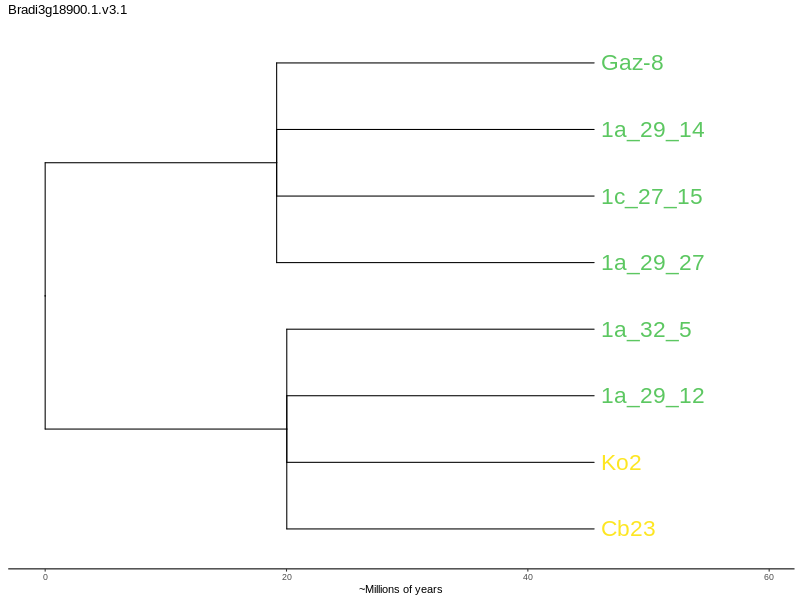 Bradi3g18900.1.v3.1
Gaz-8
1a_29_14
1c_27_15
1a_29_27
1a_32_5
1a_29_12
Ko2
Cb23
0 20 40 60
~Millions of years